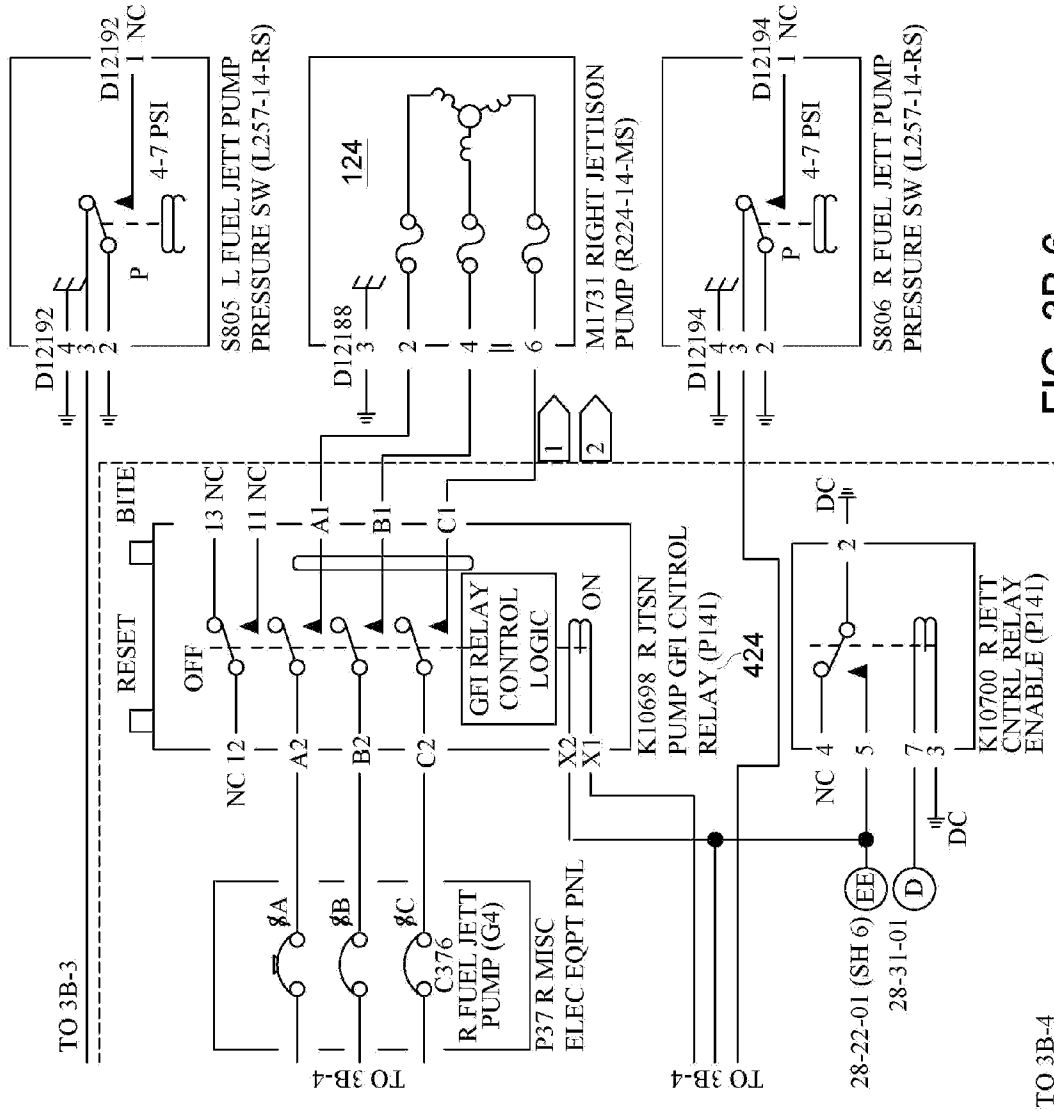 TO 3B-3
D12192
4
3
2
P
4-7 PSI
D12192
1 NC
S805 L FUEL JETT PUMP
PRESSURE SW (L257-14-RS)
RESET
BITE
OFF
NC 12
A2
B2
C2
X2
X1
13 NC
11 NC
A1
B1
C1
GFI RELAY
CONTROL
LOGIC
ON
K10698 R JTSN
PUMP GFI CNTROL
RELAY (P141)
424
D12188
3
2
4
6
124
M1731 RIGHT JETTISON
PUMP (R224-14-MS)
1
2
TO 3B-4
ØA
ØB
ØC
C376
R FUEL JETT
PUMP (G4)
P37 R MISC
ELEC EQPT PNL
TO 3B-4
D12194
4
3
2
P
4-7 PSI
D12194
1 NC
S806 R FUEL JETT PUMP
PRESSURE SW (L257-14-RS)
28-22-01 (SH 6)
EE
28-31-01
D
NC 4
5
7
3
DC
2
DC
K10700 R JETT
CNTRL RELAY
ENABLE (P141)
TO 3B-4